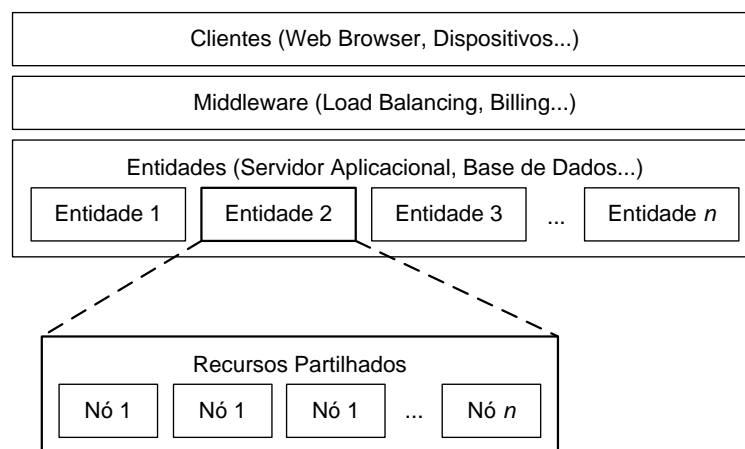 Clientes (Web Browser, Dispositivos...)
Middleware (Load Balancing, Billing...)
Entidades (Servidor Aplicacional, Base de Dados...)
Entidade 1 Entidade 2 Entidade 3 ... Entidade n
Recursos Partilhados
Nó 1 Nó 1 Nó 1 ... Nó n